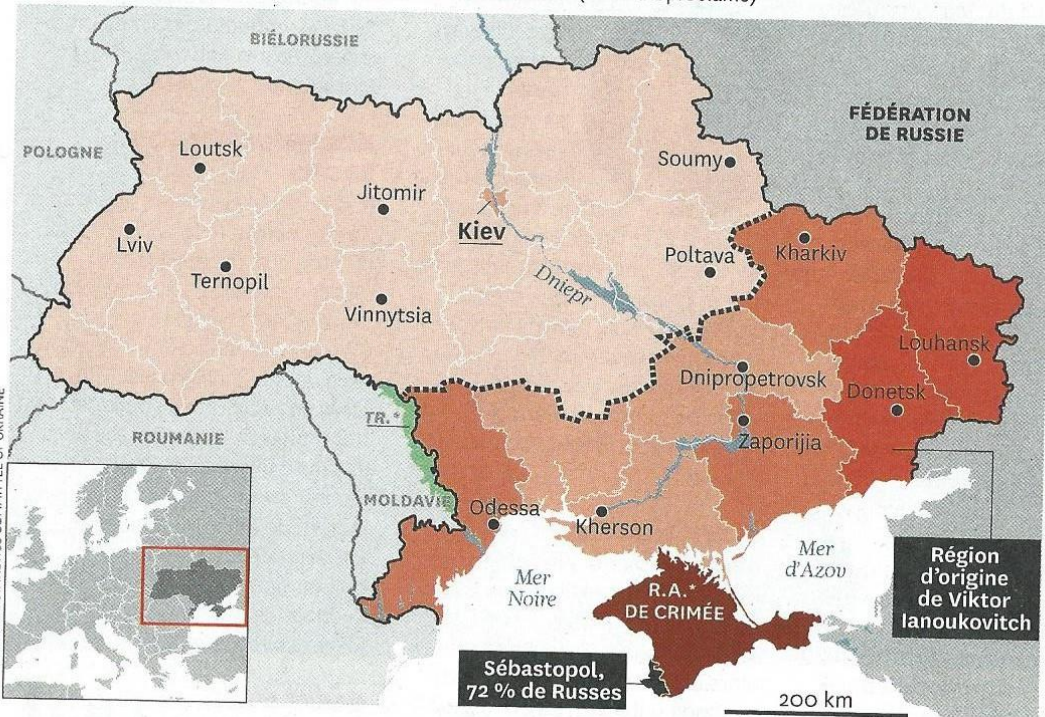 BIÉLORUSSIE
FÉDÉRATION
DE RUSSIE
POLOGNE
Loutsk
Soumy
Jitomir
Lviv
Kiev
Kharkiv
Poltava
Ternopil
Dniepr
Vinnytsia
Louhansk
Dnipropetrovsk
Donetsk
TR.*
ROUMANIE
Zaporijia
MOLDAVIE
Odessa
Kherson
Mer
Noire
Mer
d'Azov
R.A.*
DE CRIMÉE
Région
d'origine
de Viktor
Ianoukovitch
Sébastopol,
72 % de Russes
200 km